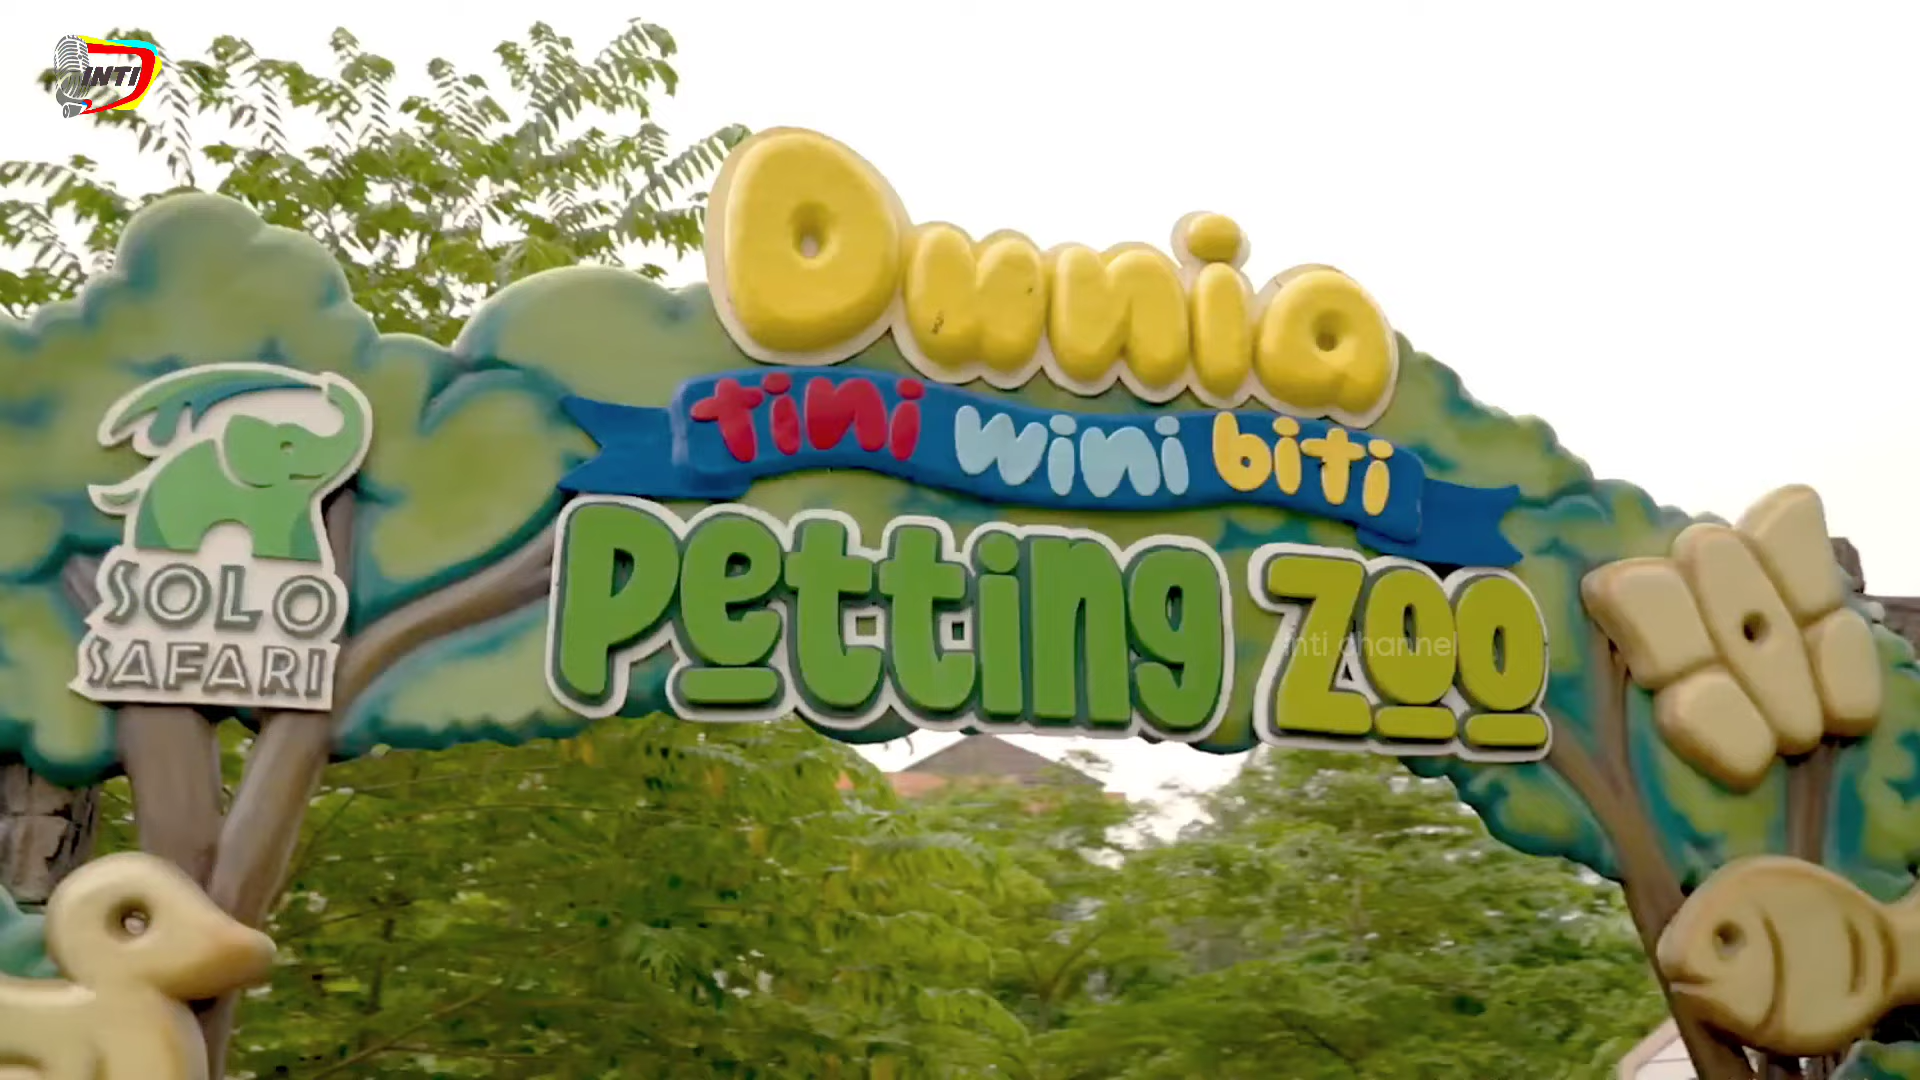 INTI
Dunia
tini wini biti
Petting Zoo
inti channel
SOLO
SAFARI